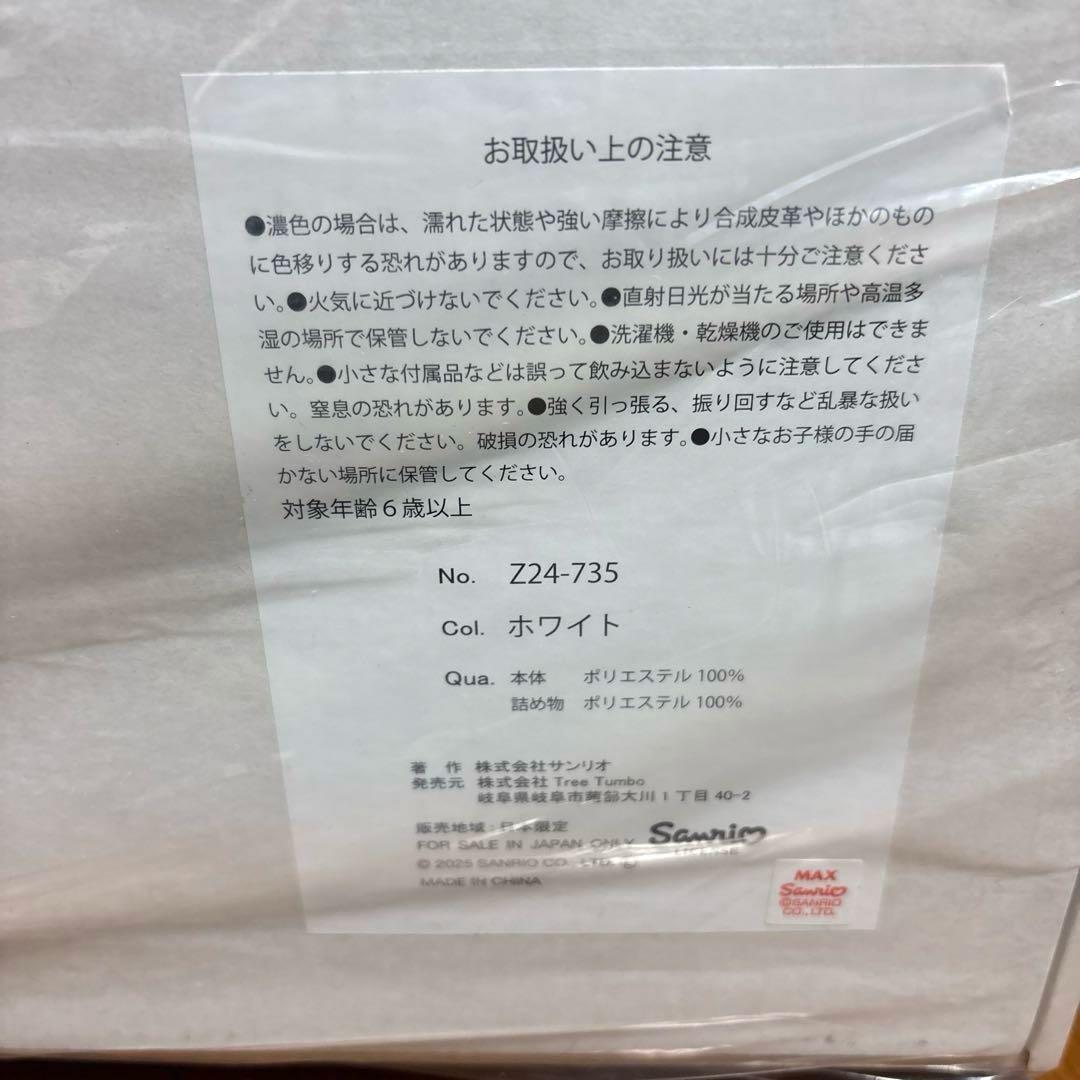 お取扱い上の注意
●濃色の場合は、濡れた状態や強い摩擦により合成皮革やほかのもの
に色移りする恐れがありますので、お取り扱いには十分ご注意くださ
い。●火気に近づけないでください。●直射日光が当たる場所や高温多
湿の場所で保管しないでください。●洗濯機・乾燥機のご使用はできま
せん。●小さな付属品などは誤って飲み込まないように注意してくださ
い。窒息の恐れがあります。●強く引っ張る、振り回すなど乱暴な扱い
をしないでください。破損の恐れがあります。●小さなお子様の手の届
かない場所に保管してください。
対象年齢6歳以上
No. Z24-735
Col. ホワイト
Qua. 本体 ポリエステル 100%
詰め物 ポリエステル 100%
著 作 株式会社サンリオ
発売元 株式会社 Tree Tumbo
岐阜県岐阜市茜部大川1丁目 40-2
販売地域:日本限定
FOR SALE IN JAPAN ONLY
© 2025 SANRIO CO., LTD.
MADE IN CHINA
Sanrio
LICENSE
MAX
Sanrio
©SANRIO
CO.,LTD.